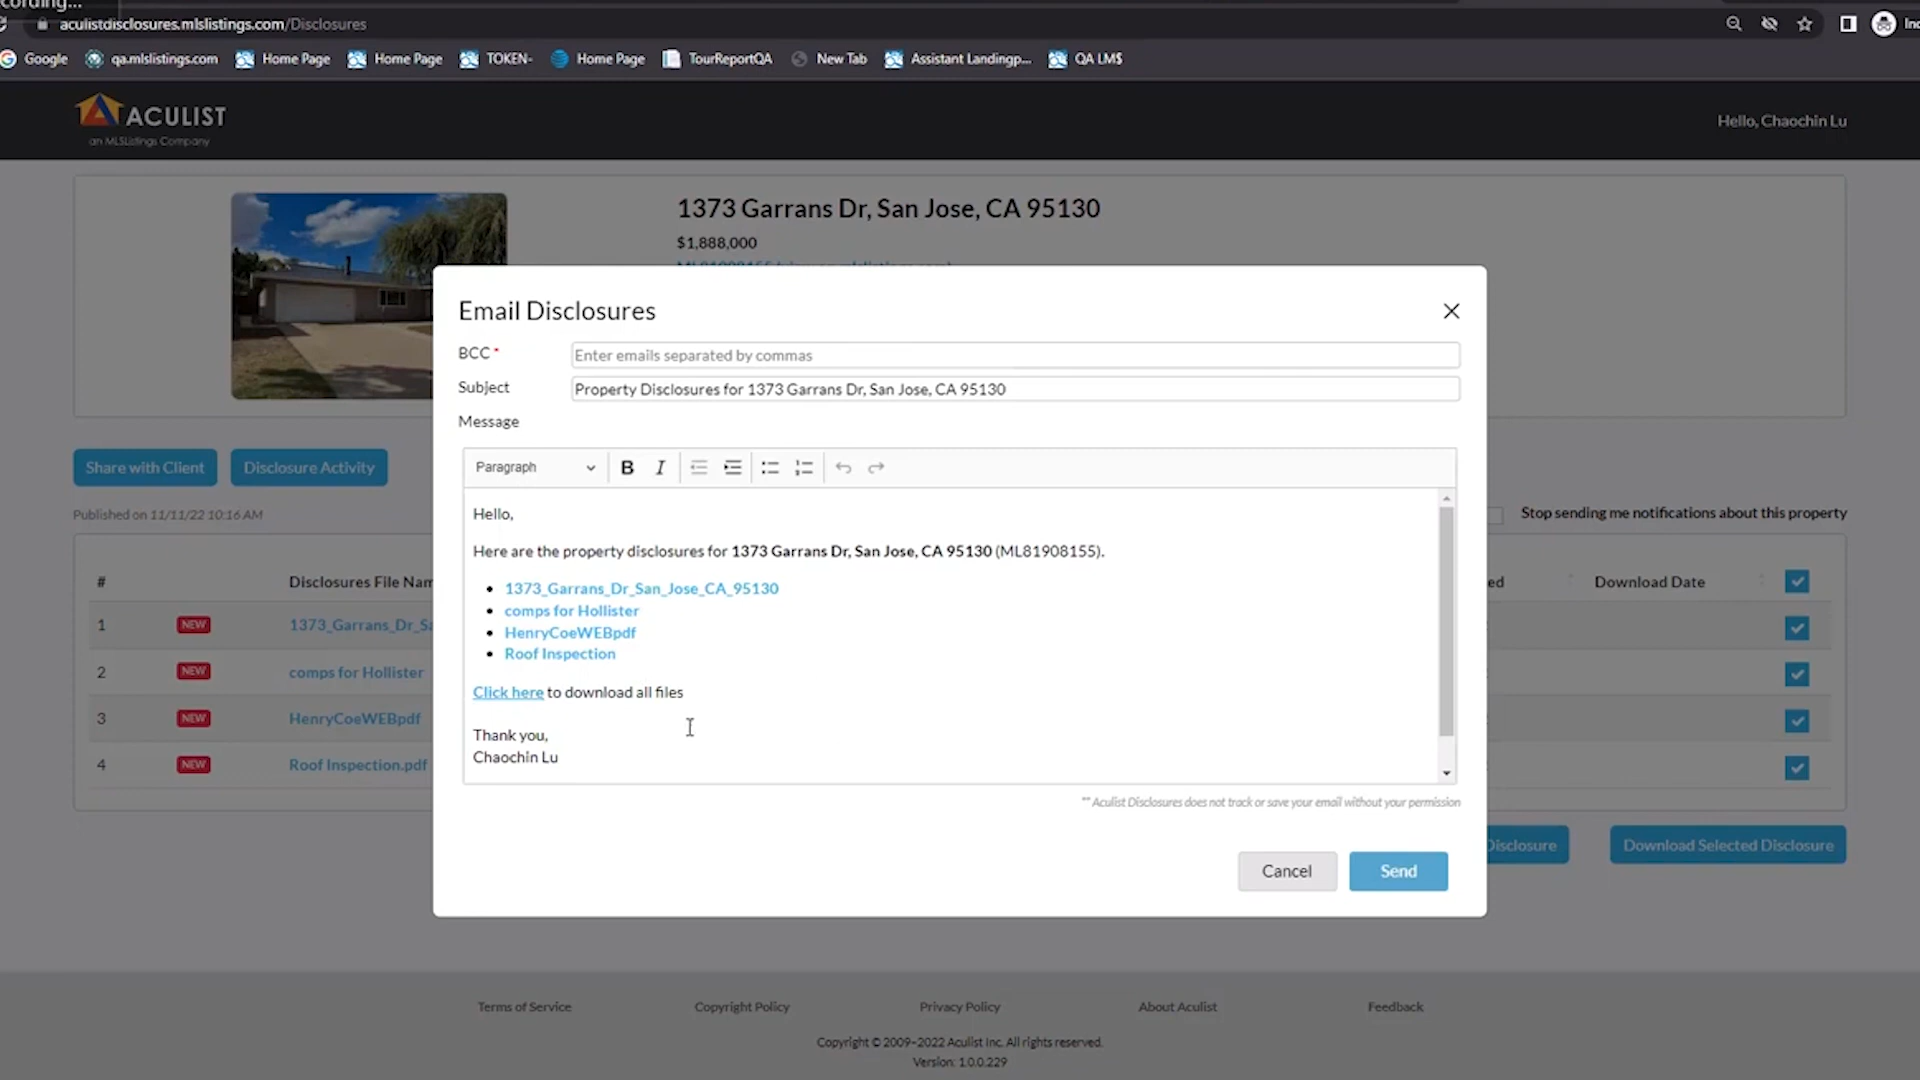 cording...
aculistdisclosures.mlslistings.com/Disclosures
Google
qa.mlslistings.com
Home Page
Home Page
TOKEN-
Home Page
TourReportQA
New Tab
Assistant Landingp...
QA LMS
ACULIST
an MLSListings Company
Hello, Chaochin Lu
1373 Garrans Dr, San Jose, CA 95130
$1,888,000
Email Disclosures
BCC *
Enter emails separated by commas
Subject
Property Disclosures for 1373 Garrans Dr, San Jose, CA 95130
Message
Share with Client
Disclosure Activity
Paragraph
B I
Published on 11/11/22 10:16 AM
Stop sending me notifications about this property
Hello,
Here are the property disclosures for 1373 Garrans Dr, San Jose, CA 95130 (ML81908155).
• 1373_Garrans_Dr_San_Jose_CA_95130
• comps for Hollister
• HenryCoeWEBpdf
• Roof Inspection
Click here to download all files
Thank you,
Chaochin Lu
# Disclosures File Nam
ed
Download Date
1 NEW 1373_Garrans_Dr_Sa
2 NEW comps for Hollister
3 NEW HenryCoeWEBpdf
4 NEW Roof Inspection.pdf
** Aculist Disclosures does not track or save your email without your permission
Cancel
Send
Disclosure
Download Selected Disclosure
Terms of Service
Copyright Policy
Privacy Policy
About Aculist
Feedback
Copyright © 2009-2022 Aculist Inc. All rights reserved.
Version: 1.0.0.229